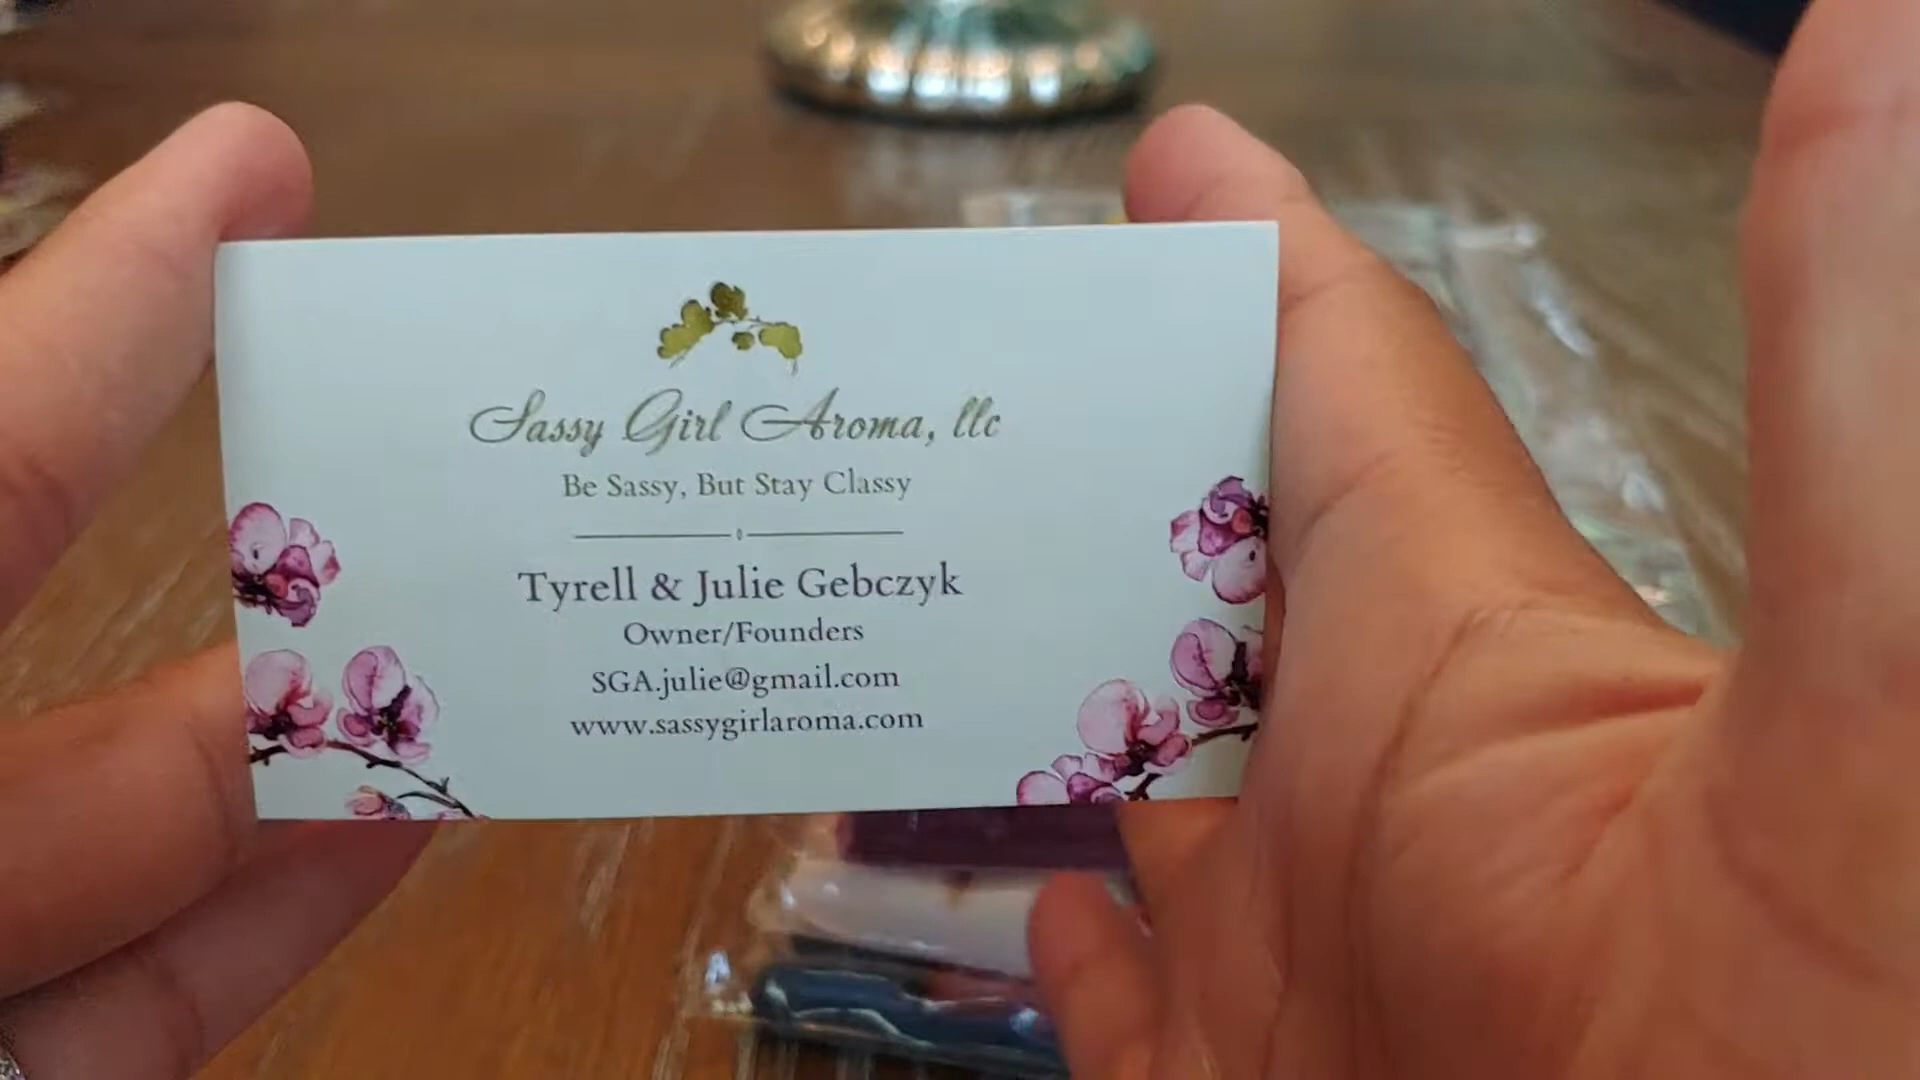 Sassy Girl Aroma, llc
Be Sassy, But Stay Classy
Tyrell & Julie Gebczyk
Owner/Founders
SGA.julie@gmail.com
www.sassygirlaroma.com